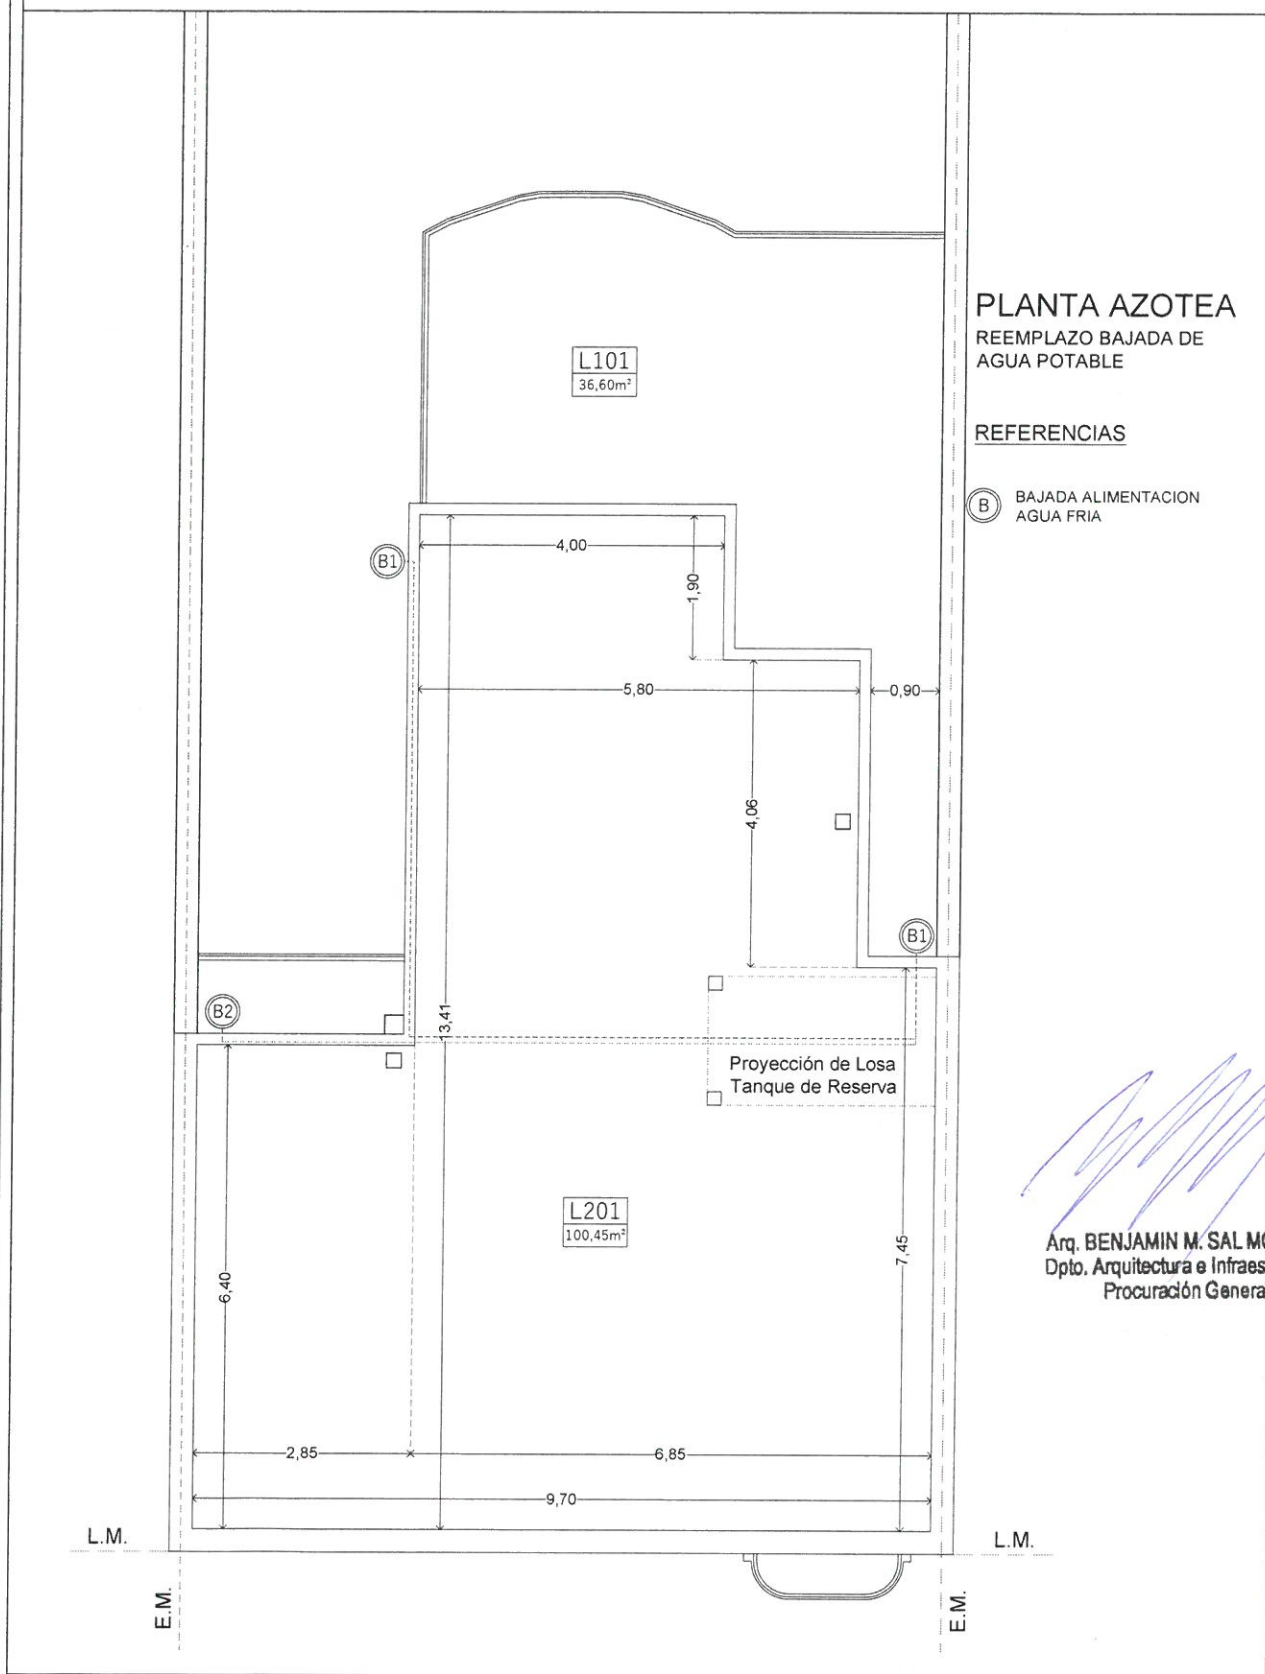 PLANTA AZOTEA
REEMPLAZO BAJADA DE
AGUA POTABLE
REFERENCIAS
B
BAJADA ALIMENTACION
AGUA FRIA
L101
36,60m²
B1
4,00
1,90
5,80
0,90
4,06
B1
B2
13,41
Proyección de Losa
Tanque de Reserva
L201
100,45m²
6,40
7,45
2,85
6,85
9,70
L.M.
L.M.
E.M.
E.M.
Arq. BENJAMIN M. SAL
Dpto. Arquitectura e
Procuración